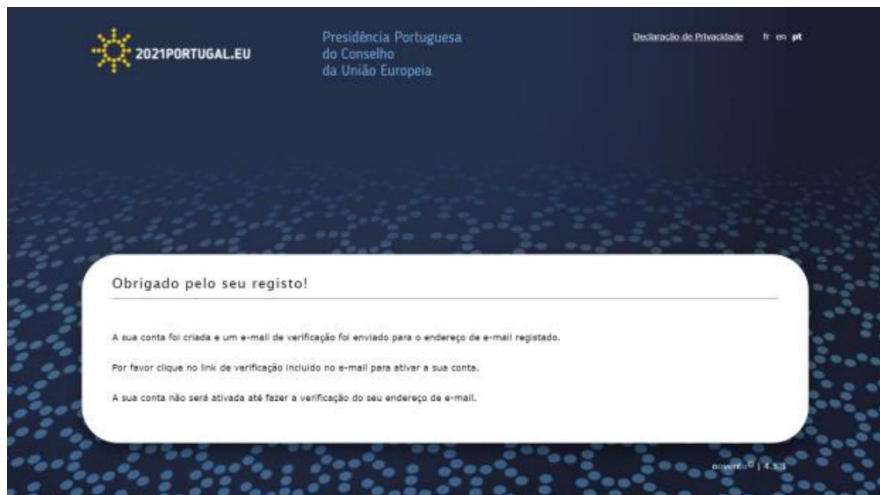 2021PORTUGAL.EU
Presidência Portuguesa
do Conselho
da União Europeia
Declaração de Privacidade fr en pt
Obrigado pelo seu registo!
A sua conta foi criada e um e-mail de verificação foi enviado para o endereço de e-mail registado.
Por favor clique no link de verificação incluído no e-mail para ativar a sua conta.
A sua conta não será ativada até fazer a verificação do seu endereço de e-mail.
| 4.5.3